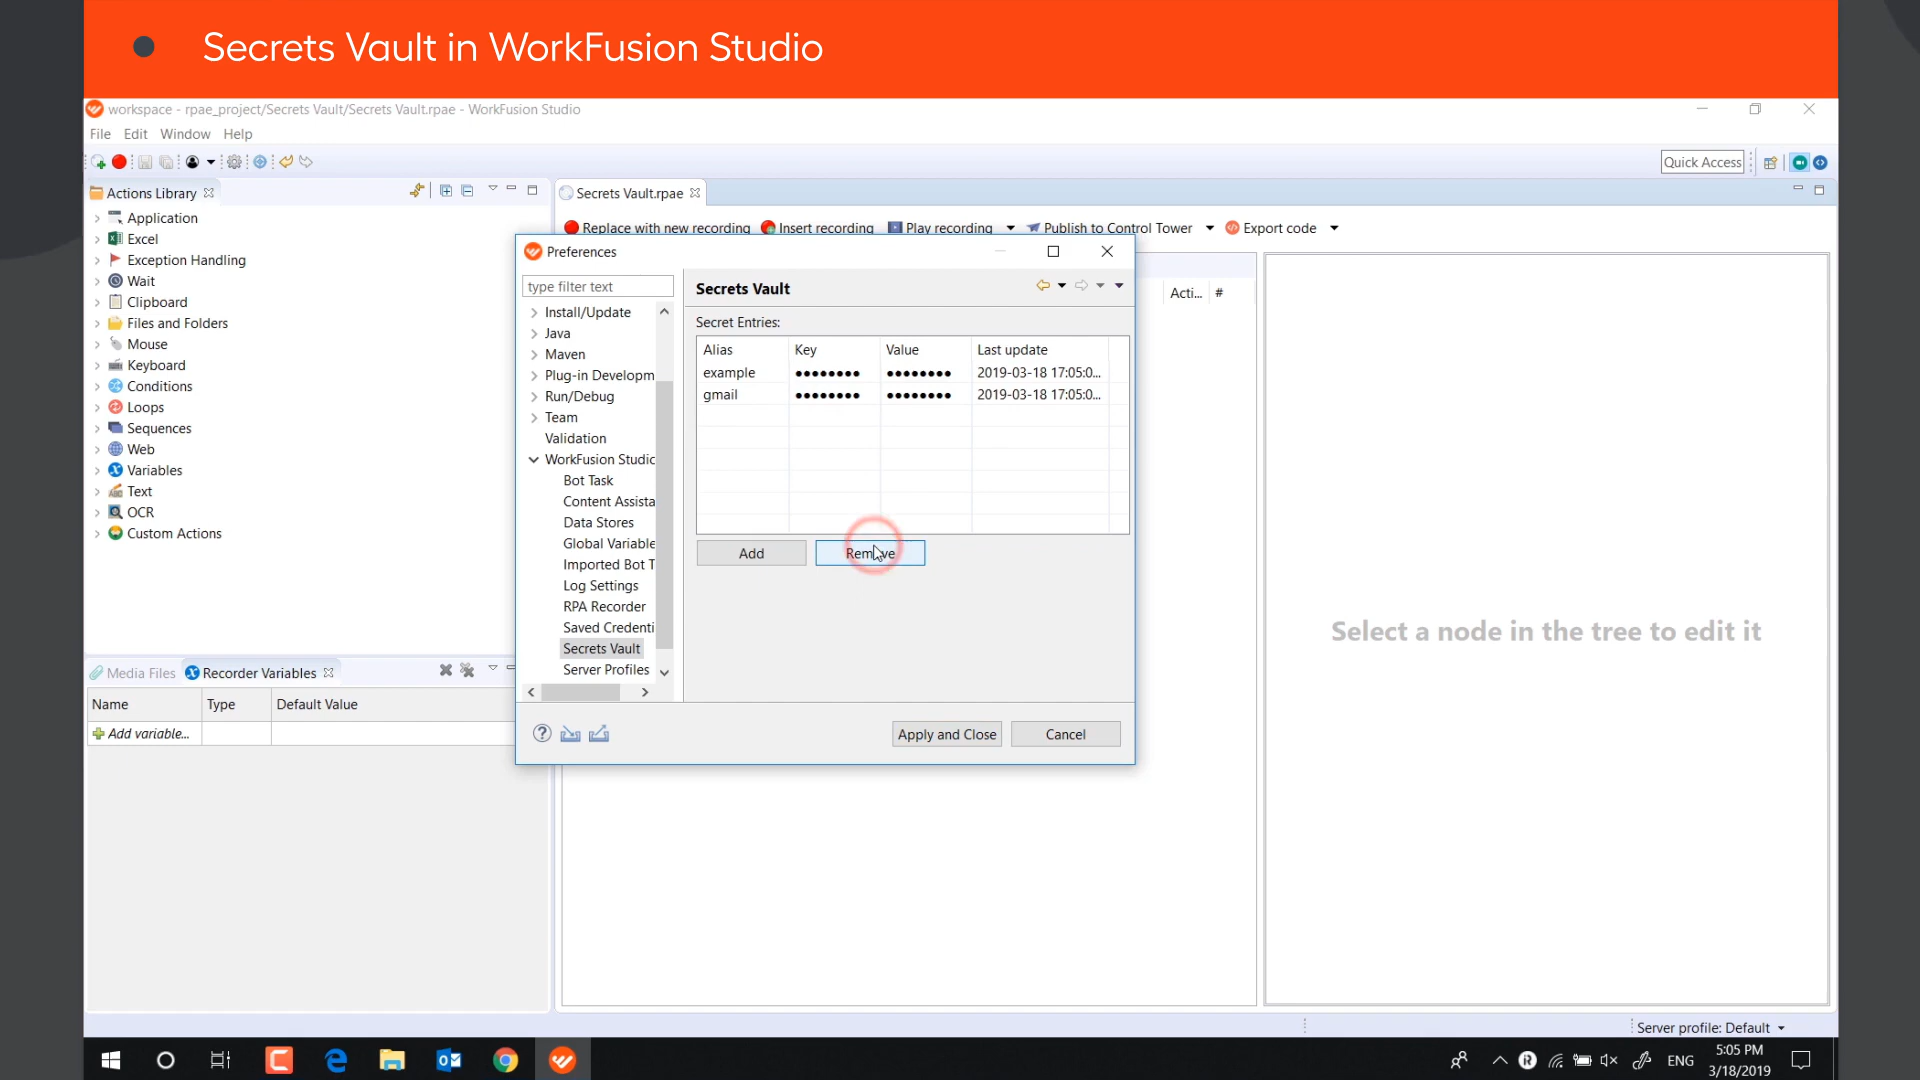 Secrets Vault in WorkFusion Studio
workspace - rpae_project/Secrets Vault/Secrets Vault.rpae - WorkFusion Studio
File Edit Window Help
Quick Access
Actions Library
Application
Excel
Exception Handling
Wait
Clipboard
Files and Folders
Mouse
Keyboard
Conditions
Loops
Sequences
Web
Variables
Text
OCR
Custom Actions
Secrets Vault.rpae
Replace with new recording Insert recording Play recording Publish to Control Tower Export code
Acti... #
Select a node in the tree to edit it
Preferences
type filter text
Install/Update
Java
Maven
Plug-in Developm
Run/Debug
Team
Validation
WorkFusion Studio
Bot Task
Content Assista
Data Stores
Global Variable
Imported Bot T
Log Settings
RPA Recorder
Saved Credenti
Secrets Vault
Server Profiles
Secrets Vault
Secret Entries:
Alias Key Value Last update
example ●●●●●●●● ●●●●●●●● 2019-03-18 17:05:0...
gmail ●●●●●●●● ●●●●●●●● 2019-03-18 17:05:0...
Add Remove
Apply and Close Cancel
Media Files Recorder Variables
Name Type Default Value
Add variable...
Server profile: Default
ENG
5:05 PM
3/18/2019